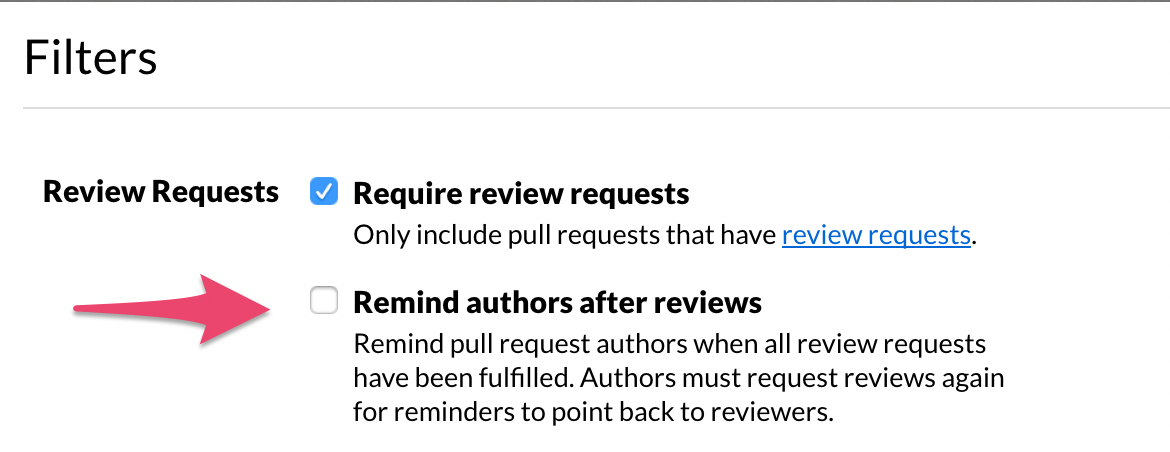 Filters
Review Requests
Require review requests
Only include pull requests that have review requests.
Remind authors after reviews
Remind pull request authors when all review requests
have been fulfilled. Authors must request reviews again
for reminders to point back to reviewers.